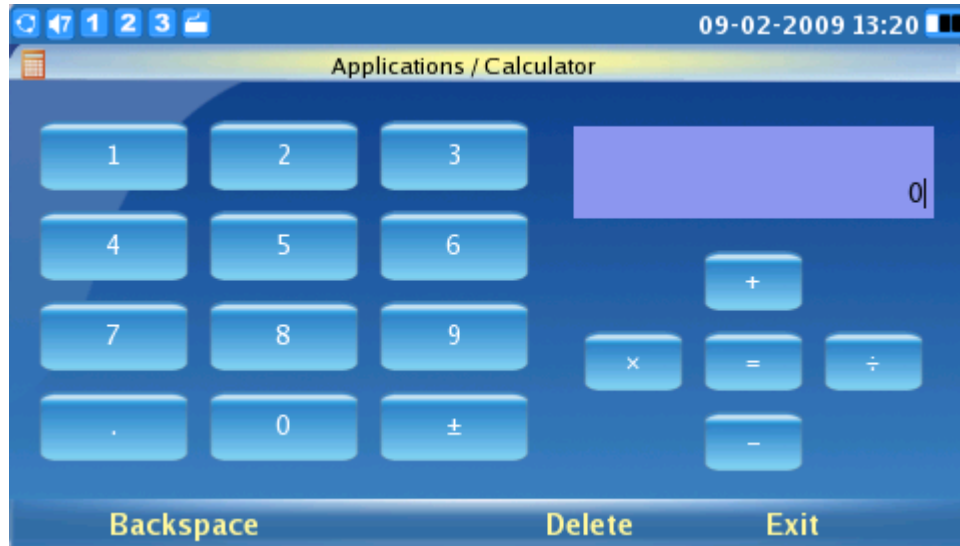 7 1 2 3 09-02-2009 13:20
Applications / Calculator
1 2 3
0
4 5 6
+
7 8 9
× = ÷
. 0 ±
−
Backspace Delete Exit